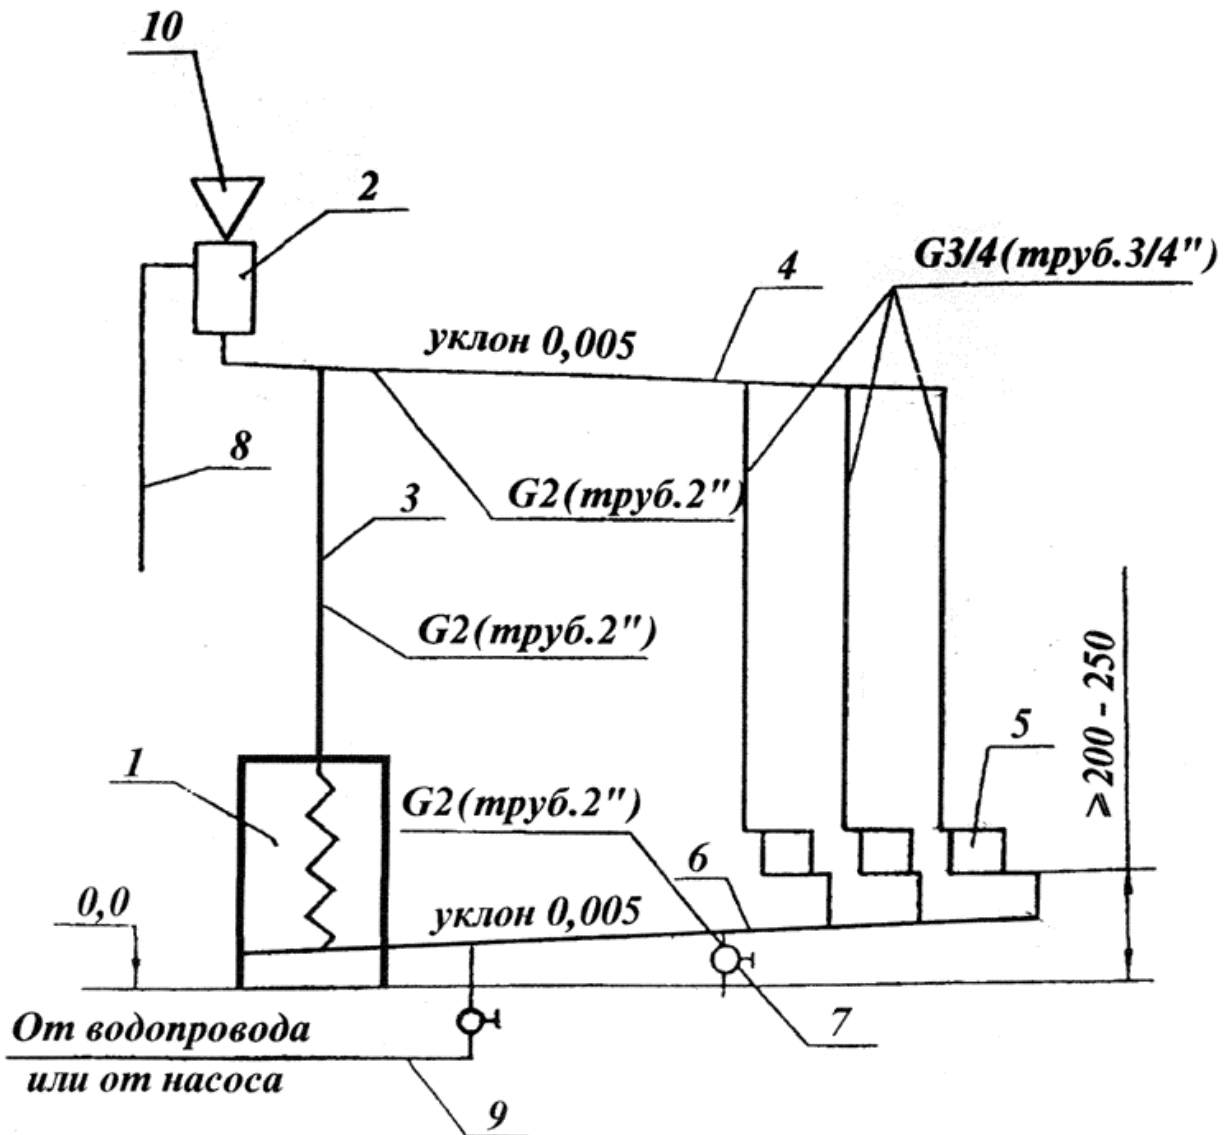 10
2
G3/4(труб.3/4")
4
уклон 0,005
8
G2(труб.2")
3
G2(труб.2")
>200 - 250
5
1
G2(труб.2")
6
0,0
уклон 0,005
7
От водопровода
или от насоса
9